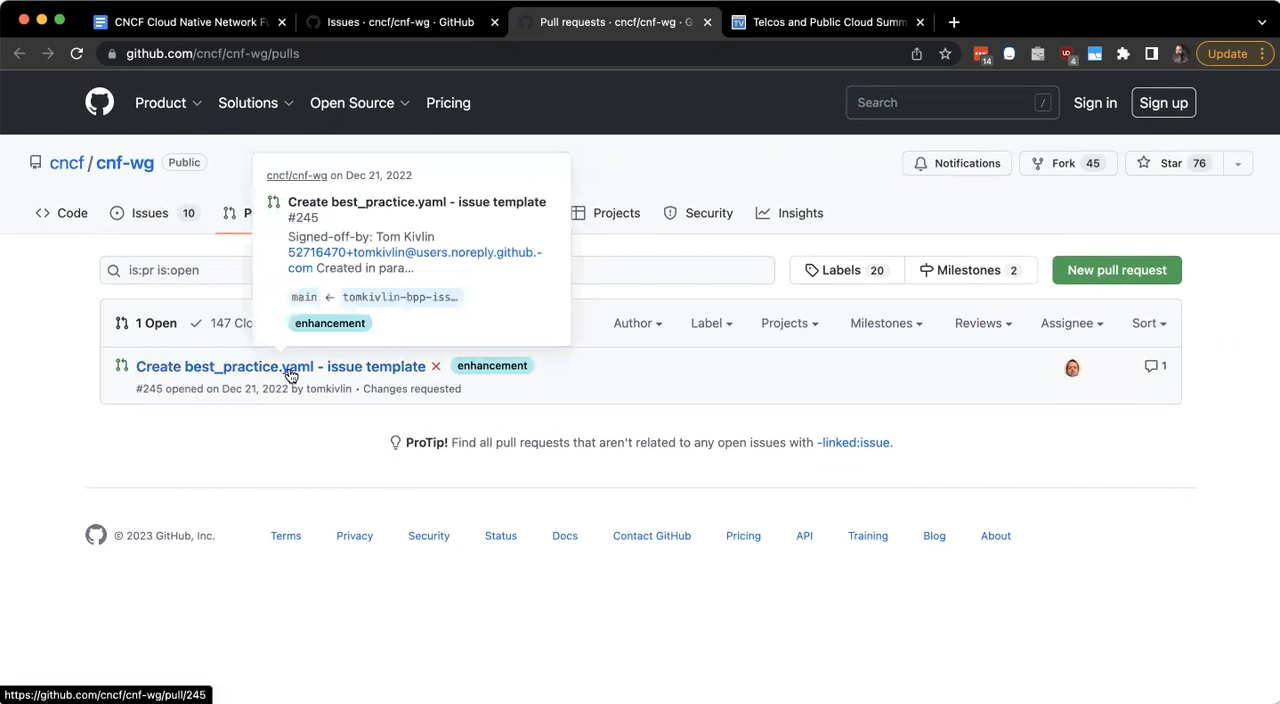 CNCF Cloud Native Network Fu
Issues · cncf/cnf-wg · GitHub
Pull requests · cncf/cnf-wg · G
Telcos and Public Cloud Summ
github.com/cncf/cnf-wg/pulls
14
4
Update
Product
Solutions
Open Source
Pricing
Search
/
Sign in
Sign up
cncf / cnf-wg
Public
Notifications
Fork 45
Star 76
cncf/cnf-wg on Dec 21, 2022
Create best_practice.yaml - issue template
#245
Signed-off-by: Tom Kivlin
52716470+tomkivlin@users.noreply.github.-
com Created in para...
main ← tomkivlin-bpp-iss...
enhancement
Code
Issues 10
P
Projects
Security
Insights
is:pr is:open
Labels 20
Milestones 2
New pull request
1 Open
147 Clo
Author
Label
Projects
Milestones
Reviews
Assignee
Sort
Create best_practice.yaml - issue template
enhancement
1
#245 opened on Dec 21, 2022 by tomkivlin • Changes requested
ProTip! Find all pull requests that aren't related to any open issues with -linked:issue.
© 2023 GitHub, Inc.
Terms
Privacy
Security
Status
Docs
Contact GitHub
Pricing
API
Training
Blog
About
https://github.com/cncf/cnf-wg/pull/245